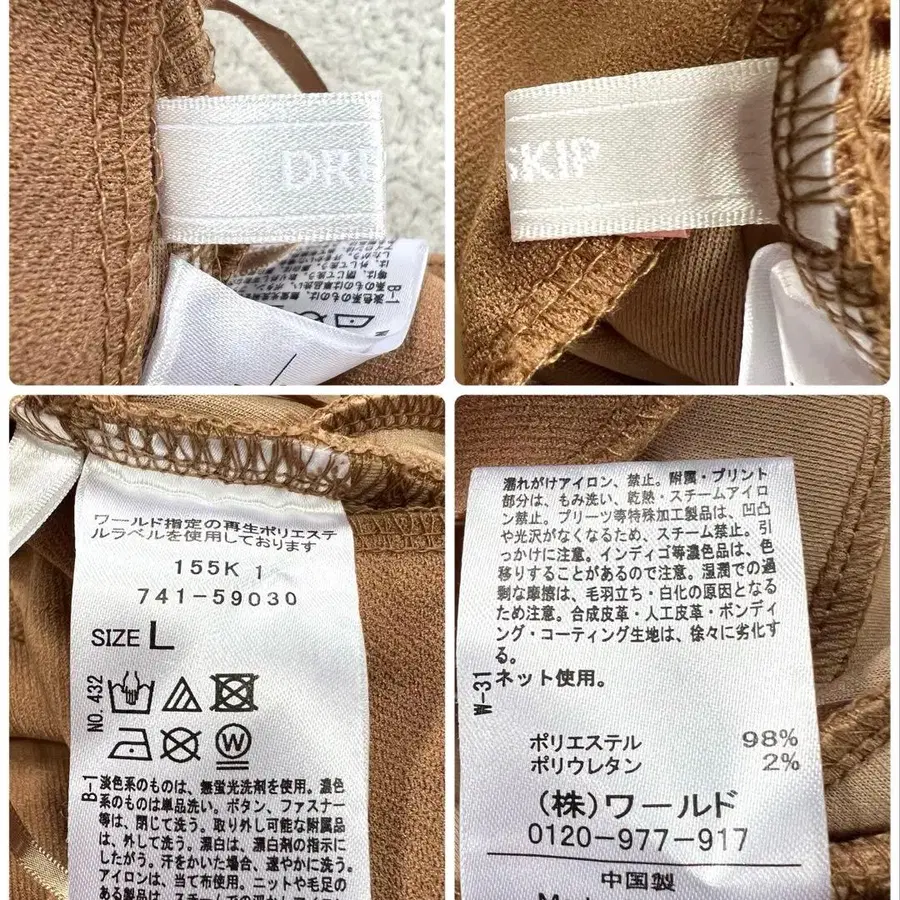 DRE
SKIP
B-1
ワールド指定の再生ポリエステ
ルラベルを使用しております
155K 1
741-59030
SIZE L
NO.432
W
B-1
淡色系のものは、無蛍光洗剤を使用。濃色
系のものは単品洗い。ボタン、ファスナー
等は、閉じて洗う。取り外し可能な附属品
は、外して洗う。漂白は、漂白剤の指示に
したがう。汗をかいた場合、速やかに洗う。
アイロンは、当て布使用。ニットや毛足の
濡れがけアイロン、禁止。附属・プリント
部分は、もみ洗い、乾熱・スチームアイロ
ン禁止。プリーツ等特殊加工製品は、凹凸
や光沢がなくなるため、スチーム禁止。引
っかけに注意。インディゴ等濃色品は、色
移りすることがあるので注意。湿潤での過
剰な摩擦は、毛羽立ち・白化の原因となる
ため注意。合成皮革・人工皮革・ボンディ
ング・コーティング生地は、徐々に劣化す
る。
ネット使用。
W-31
ポリエステル 98%
ポリウレタン 2%
(株)ワールド
0120-977-917
中国製